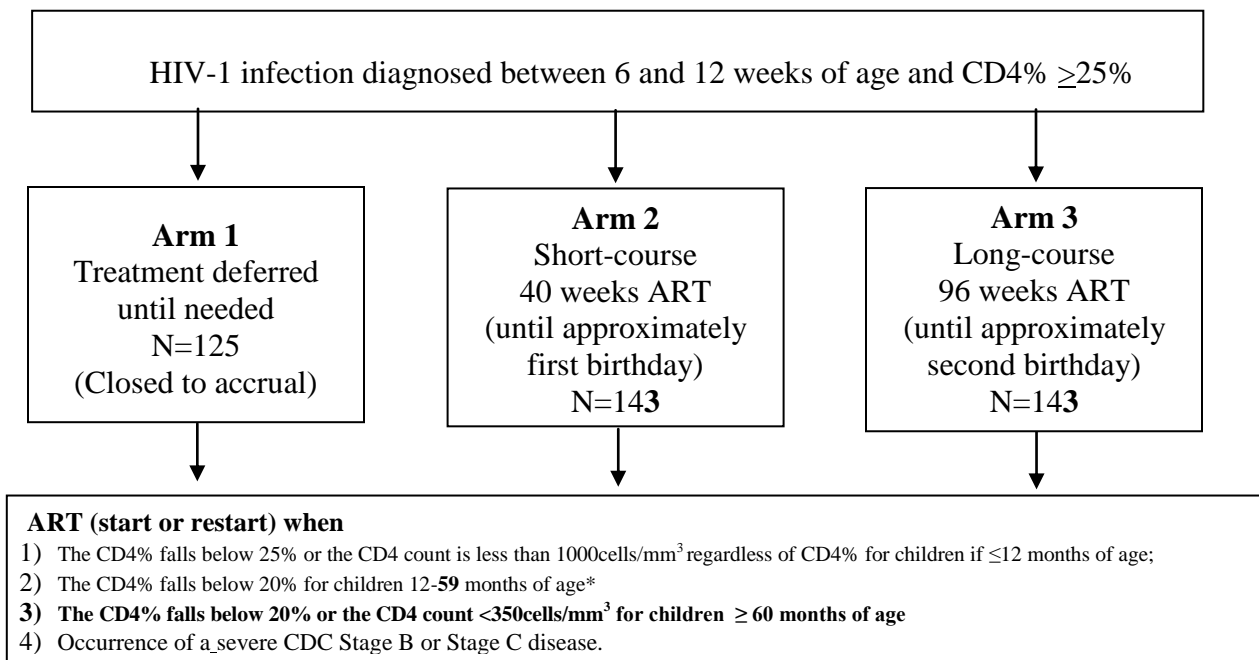 HIV-1 infection diagnosed between 6 and 12 weeks of age and CD4% ≥25%
Arm 1
Treatment deferred
until needed
N=125
(Closed to accrual)
Arm 2
Short-course
40 weeks ART
(until approximately
first birthday)
N=143
Arm 3
Long-course
96 weeks ART
(until approximately
second birthday)
N=143
ART (start or restart) when
1) The CD4% falls below 25% or the CD4 count is less than 1000cells/mm³ regardless of CD4% for children if ≤12 months of age;
2) The CD4% falls below 20% for children 12-59 months of age*
3) The CD4% falls below 20% or the CD4 count <350cells/mm³ for children ≥ 60 months of age
4) Occurrence of a severe CDC Stage B or Stage C disease.